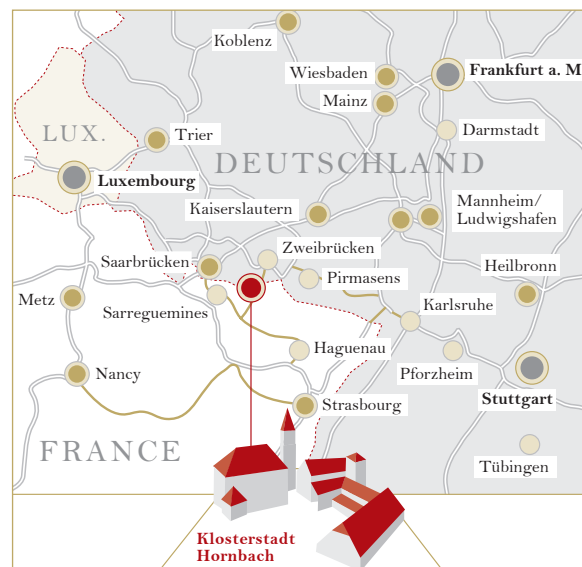 Koblenz
Wiesbaden
Frankfurt a. M
Mainz
Darmstadt
LUX.
Trier
DEUTSCHLAND
Luxembourg
Kaiserslautern
Mannheim/
Ludwigshafen
Zweibrücken
Saarbrücken
Pirmasens
Heilbronn
Metz
Sarreguemines
Karlsruhe
Haguenau
Pforzheim
Nancy
Stuttgart
Strasbourg
FRANCE
Tübingen
Klosterstadt
Hornbach